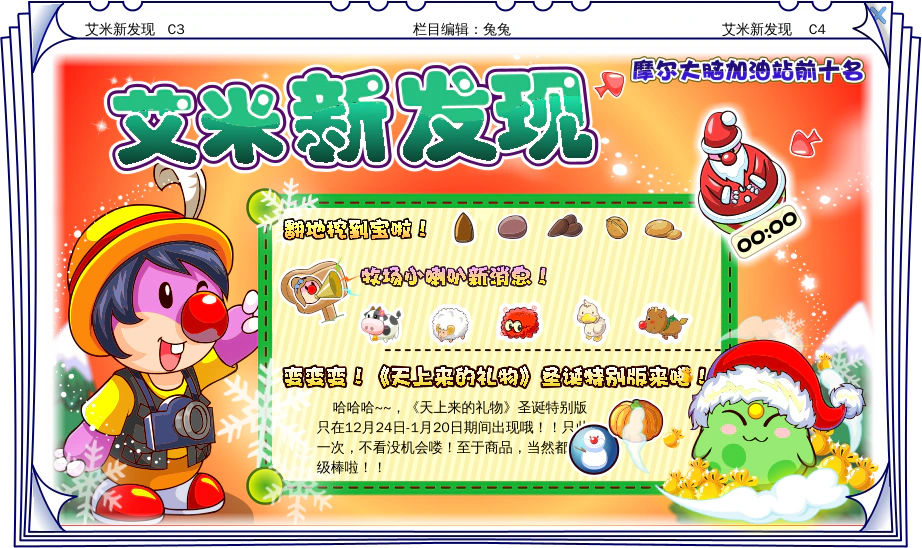 艾米新发现 C3
栏目编辑：兔兔
艾米新发现 C4
艾米新发现
摩尔大脑加油站前十名
00:00
翻地挖到宝啦！
牧场小喇叭新消息！
变变变！《天上来的礼物》圣诞特别版来喽！
哈哈哈~~，《天上来的礼物》圣诞特别版
只在12月24日-1月20日期间出现哦！！只此
一次，不看没机会喽！至于商品，当然都
级棒啦！！